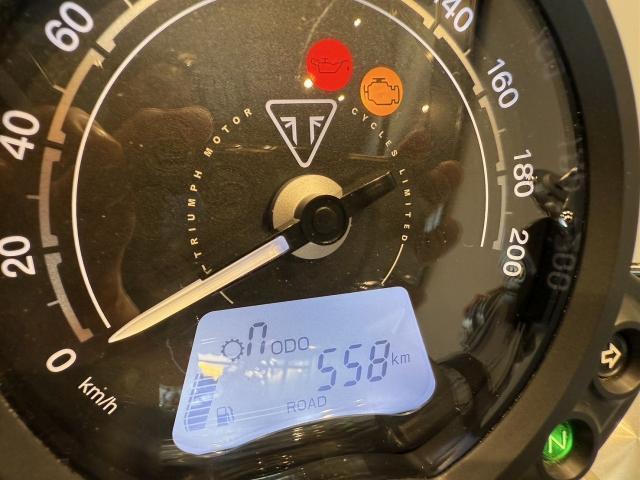 0
20
40
60
140
160
180
200
km/h
TRIUMPH MOTOR CYCLES LIMITED
n ODO
558 km
ROAD
N